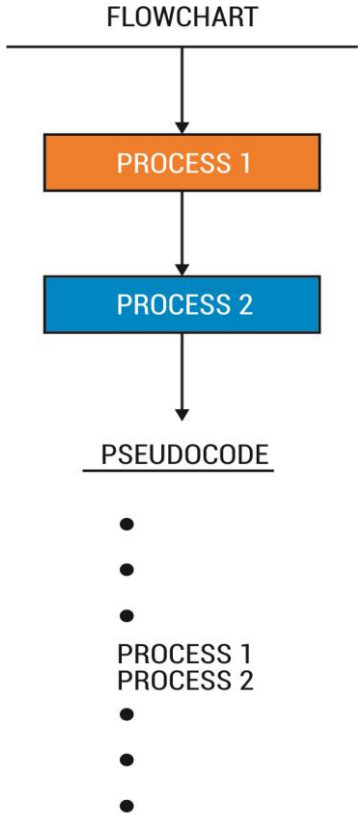 FLOWCHART
PROCESS 1
PROCESS 2
PSEUDOCODE
•
•
•
PROCESS 1
PROCESS 2
•
•
•